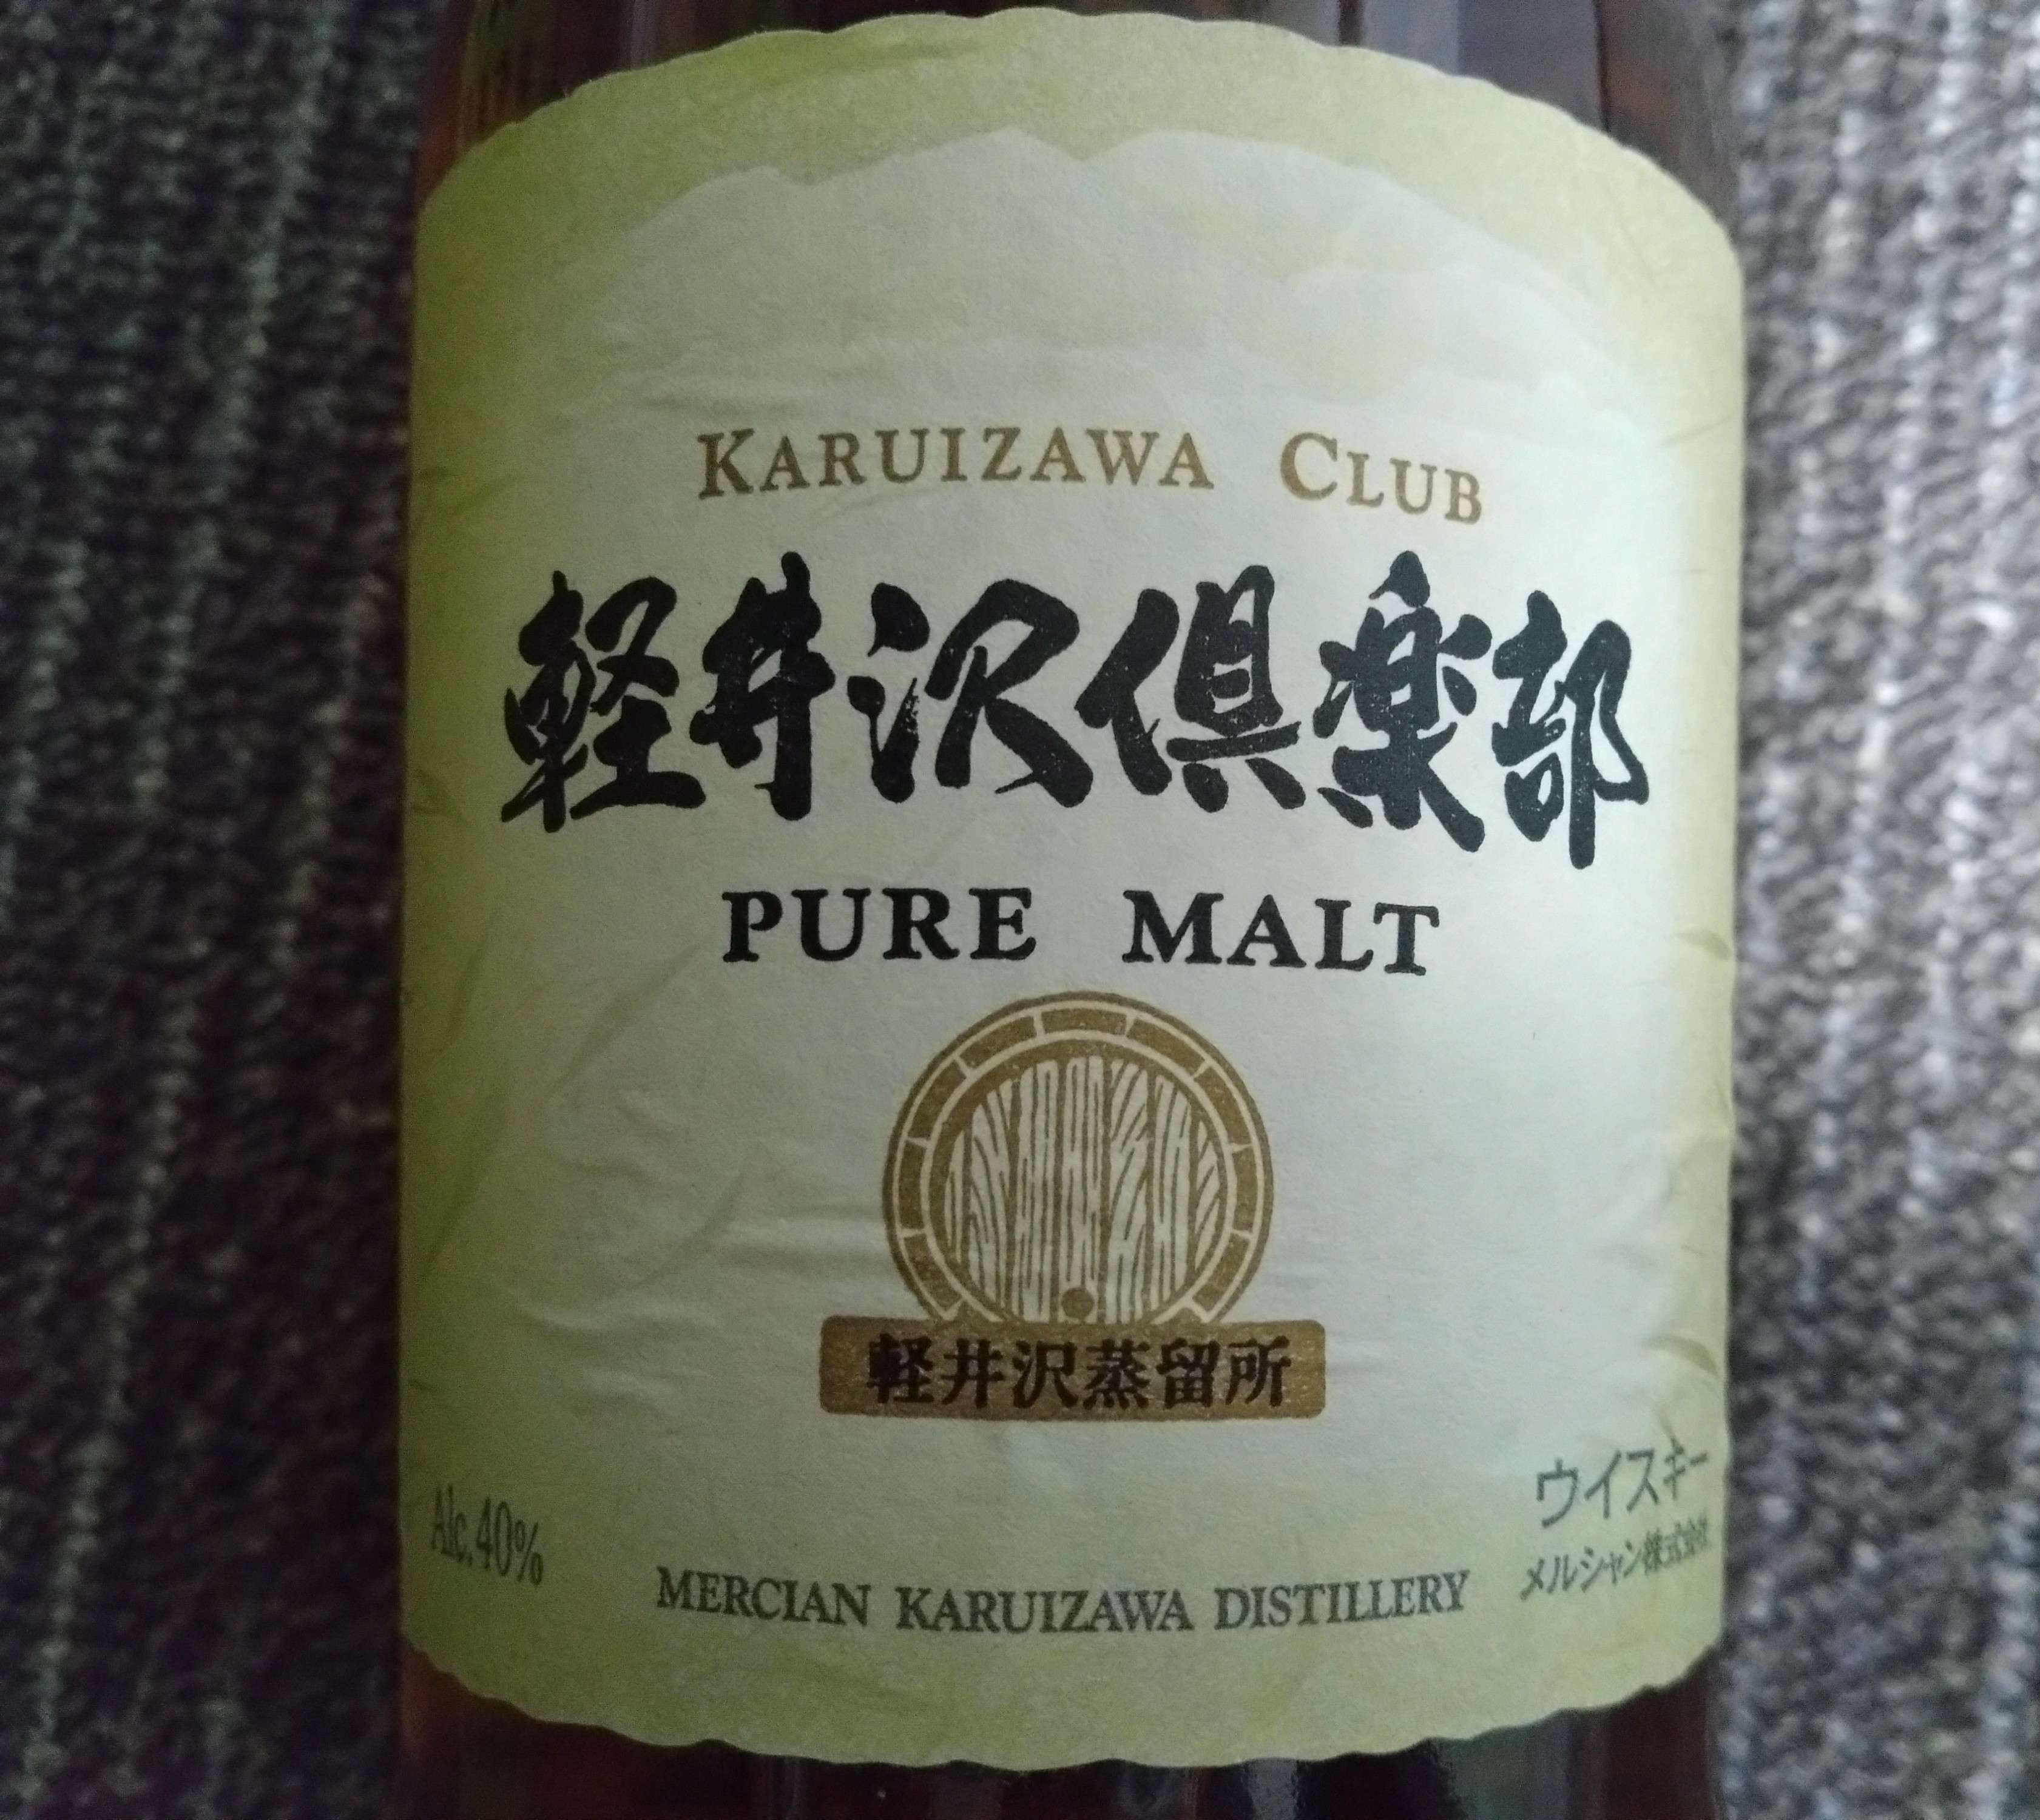 KARUIZAWA CLUB
軽井沢倶楽部
PURE MALT
軽井沢蒸留所
Alc.40%
ウイスキー
メルシャン株式会社
MERCIAN KARUIZAWA DISTILLERY